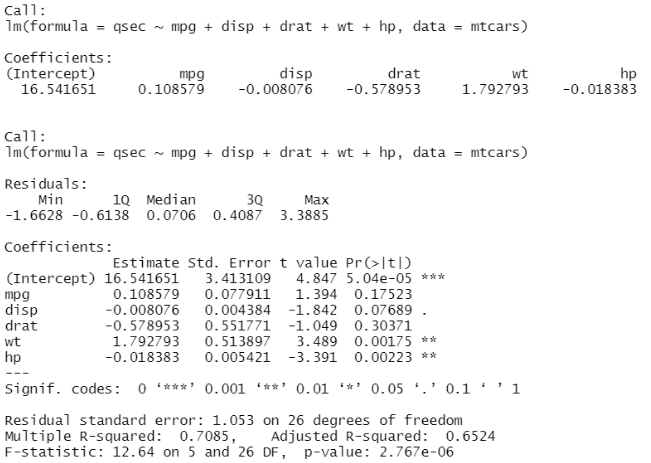 Call:
lm(formula = qsec ~ mpg + disp + drat + wt + hp, data = mtcars)
Coefficients:
(Intercept) mpg disp drat wt hp
16.541651 0.108579 -0.008076 -0.578953 1.792793 -0.018383
Call:
lm(formula = qsec ~ mpg + disp + drat + wt + hp, data = mtcars)
Residuals:
Min 1Q Median 3Q Max
-1.6628 -0.6138 0.0706 0.4087 3.3885
Coefficients:
Estimate Std. Error t value Pr(>|t|)
(Intercept) 16.541651 3.413109 4.847 5.04e-05 ***
mpg 0.108579 0.077911 1.394 0.17523
disp -0.008076 0.004384 -1.842 0.07689 .
drat -0.578953 0.551771 -1.049 0.30371
wt 1.792793 0.513897 3.489 0.00175 **
hp -0.018383 0.005421 -3.391 0.00223 **
---
Signif. codes: 0 ‘***’ 0.001 ‘**’ 0.01 ‘*’ 0.05 ‘.’ 0.1 ‘ ’ 1
Residual standard error: 1.053 on 26 degrees of freedom
Multiple R-squared: 0.7085, Adjusted R-squared: 0.6524
F-statistic: 12.64 on 5 and 26 DF, p-value: 2.767e-06